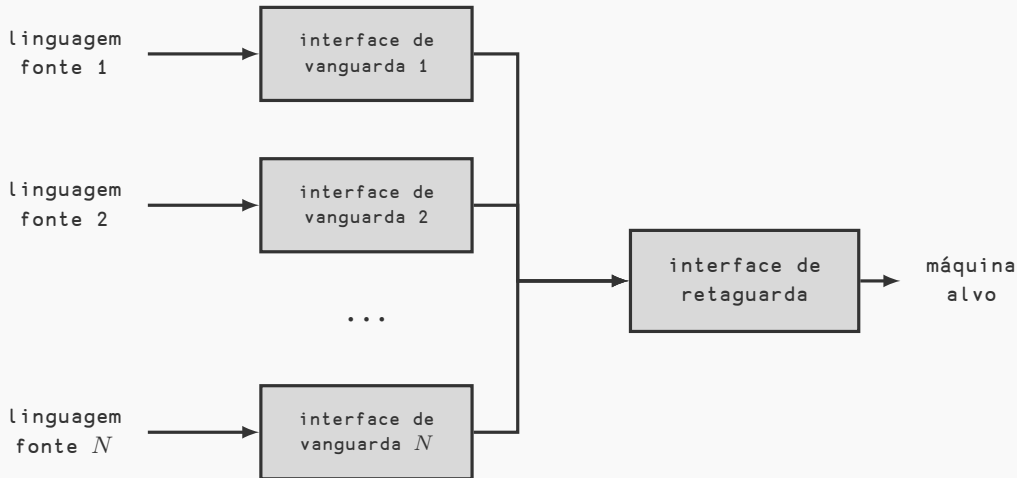 linguagem
fonte 1
interface de
vanguarda 1
linguagem
fonte 2
interface de
vanguarda 2
interface de
retaguarda
máquina
alvo
...
linguagem
fonte N
interface de
vanguarda N